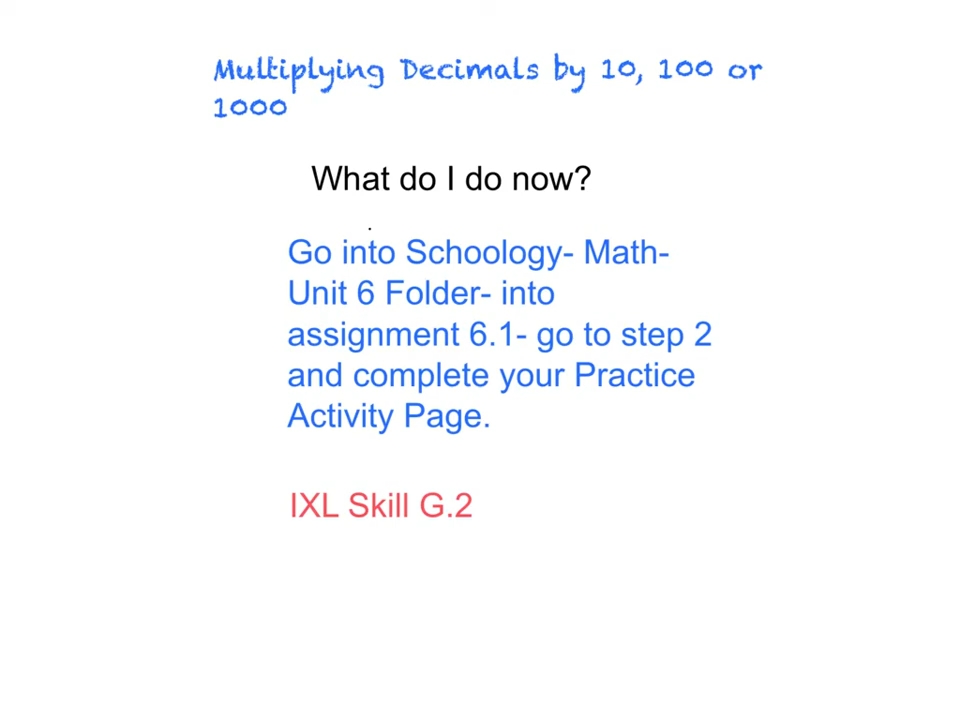 Multiplying Decimals by 10, 100 or
1000
What do I do now?
Go into Schoology- Math-
Unit 6 Folder- into
assignment 6.1- go to step 2
and complete your Practice
Activity Page.
IXL Skill G.2